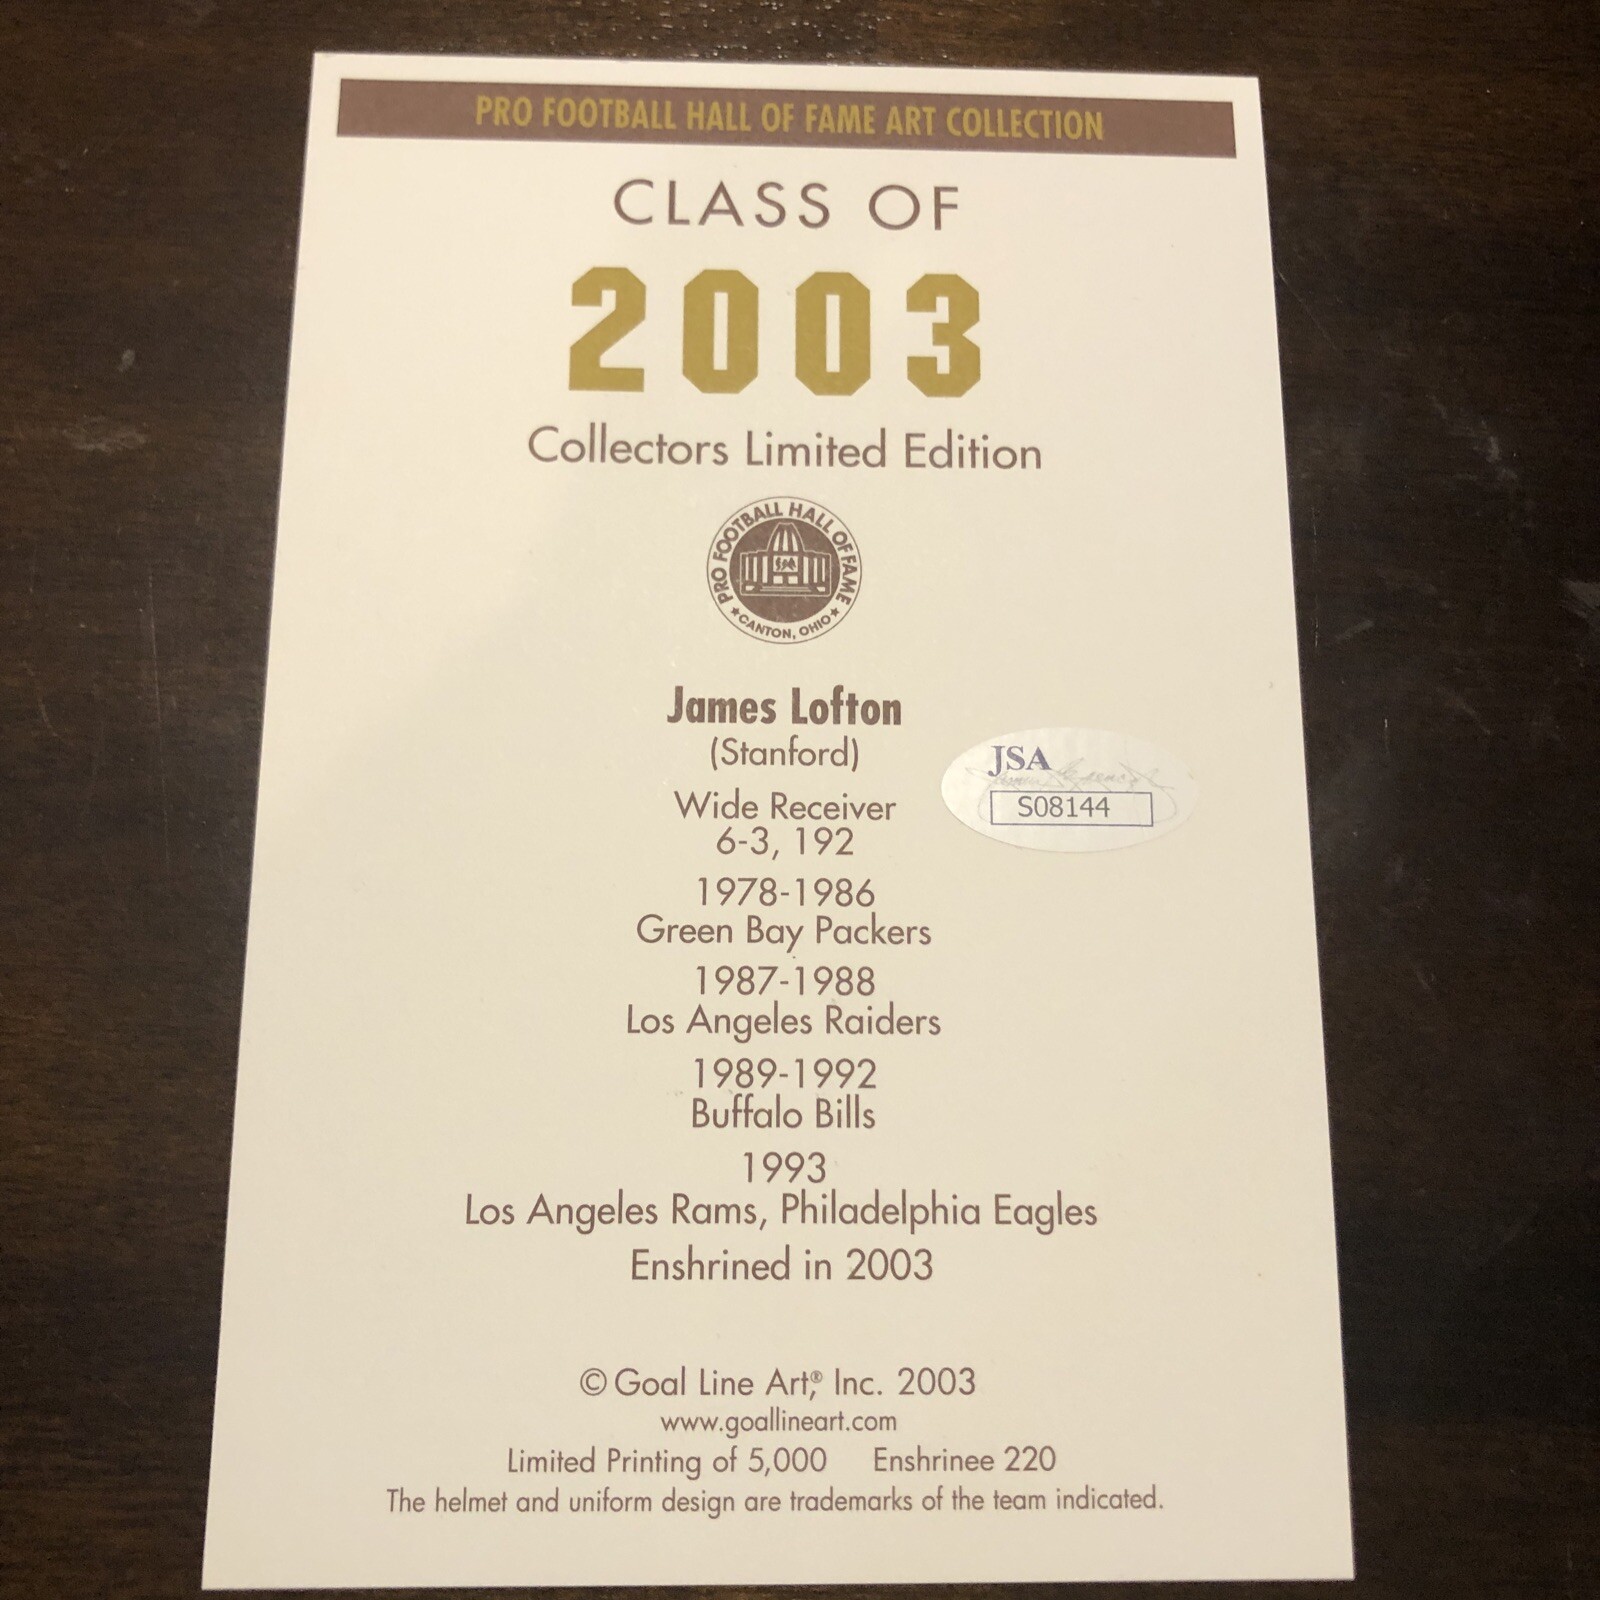 PRO FOOTBALL HALL OF FAME ART COLLECTION
CLASS OF
2003
Collectors Limited Edition
PRO FOOTBALL HALL OF FAME
★CANTON, OHIO★
James Lofton
(Stanford)
JSA
S08144
Wide Receiver
6-3, 192
1978-1986
Green Bay Packers
1987-1988
Los Angeles Raiders
1989-1992
Buffalo Bills
1993
Los Angeles Rams, Philadelphia Eagles
Enshrined in 2003
© Goal Line Art,® Inc. 2003
www.goallineart.com
Limited Printing of 5,000 Enshrinee 220
The helmet and uniform design are trademarks of the team indicated.